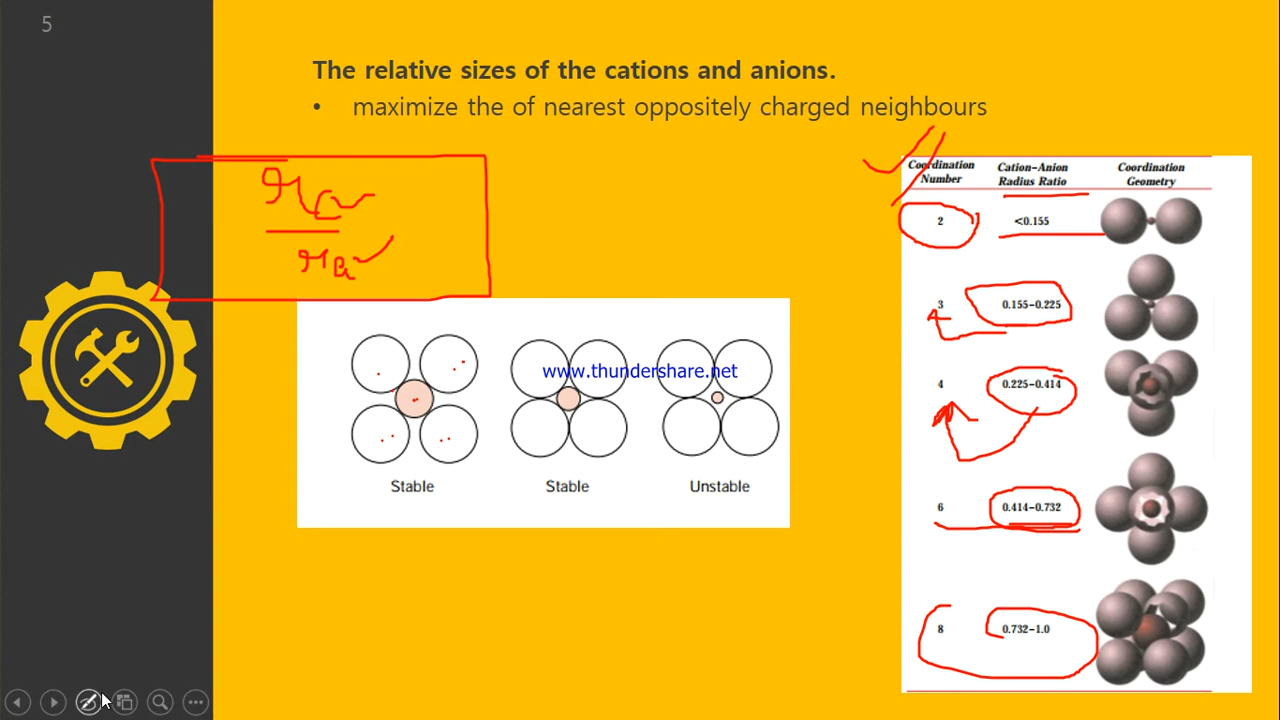 5
The relative sizes of the cations and anions.
• maximize the of nearest oppositely charged neighbours
r_c
r_a
www.thundershare.net
Stable Stable Unstable
Coordination Number Cation–Anion Radius Ratio Coordination Geometry
2 <0.155
3 0.155–0.225
4 0.225–0.414
6 0.414–0.732
8 0.732–1.0